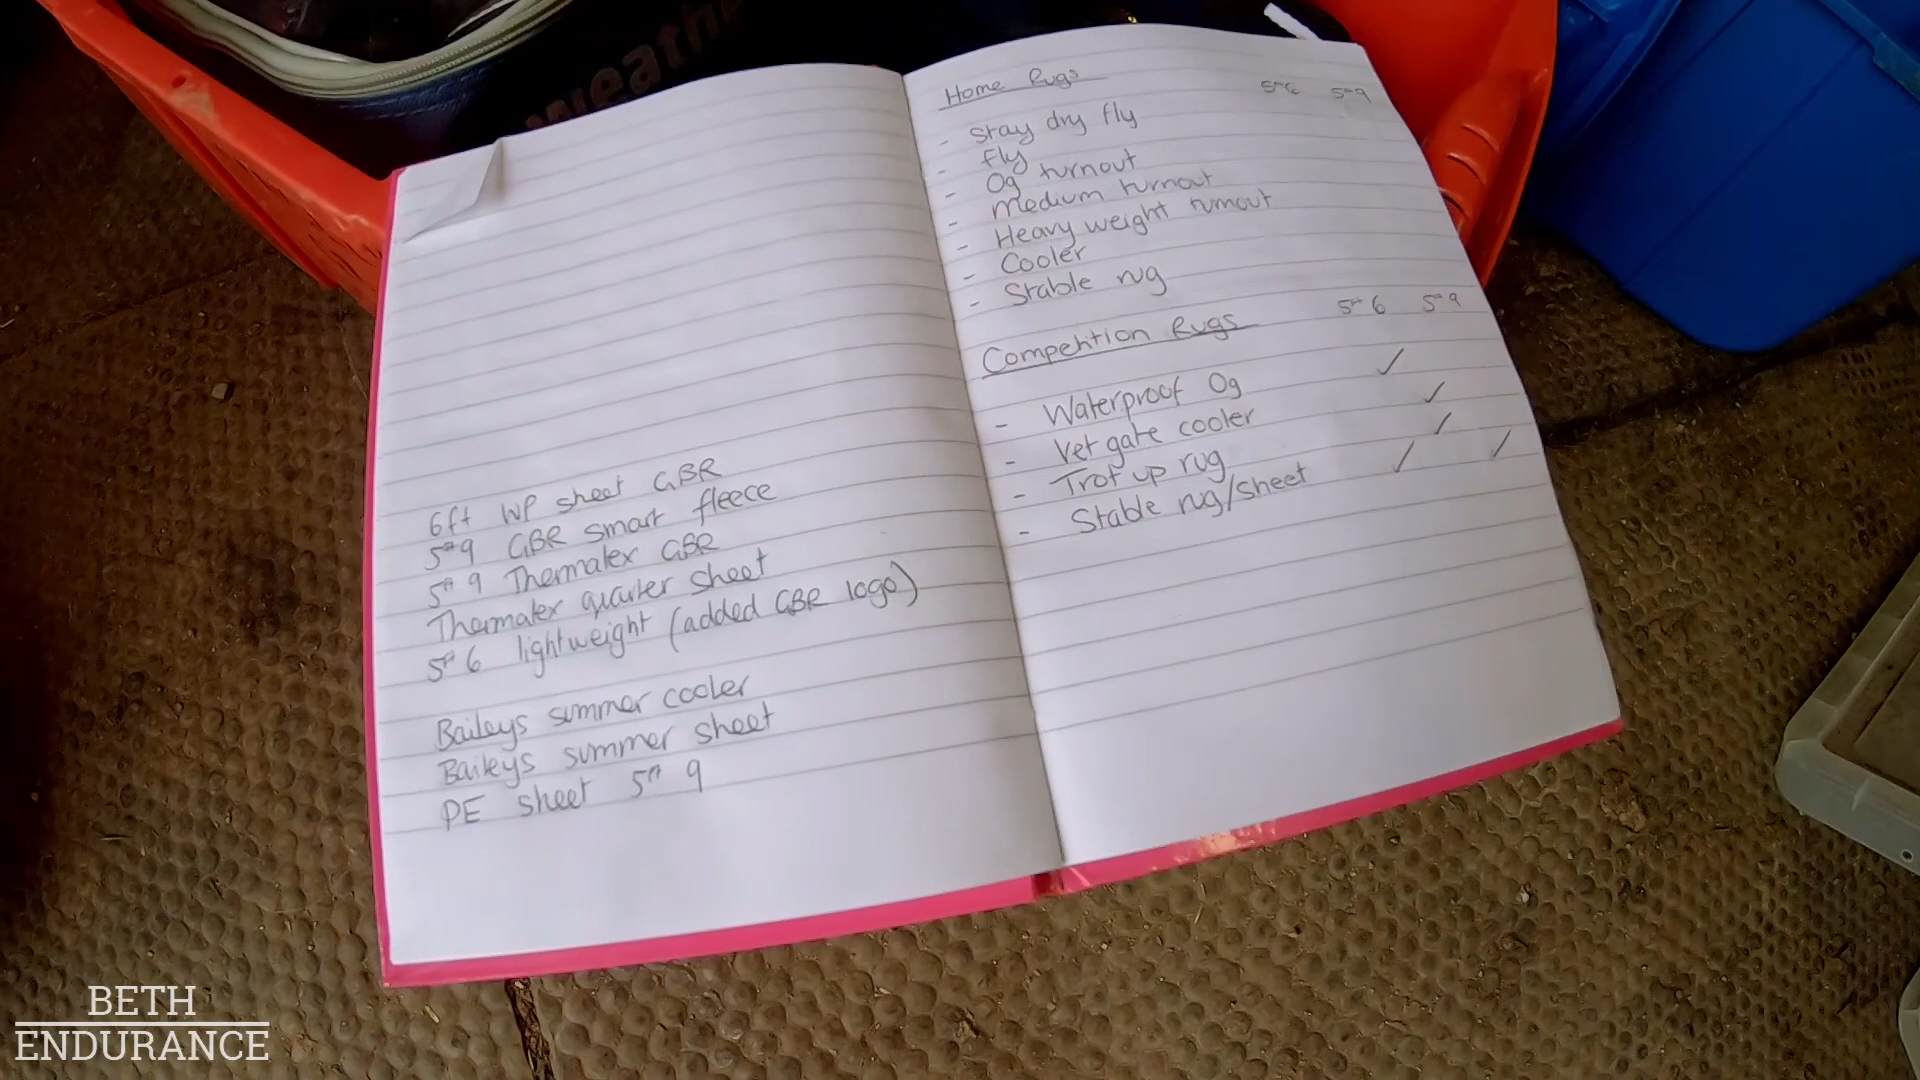 Weath
6ft WP sheet GBR
5ft 9 GBR smart fleece
5ft 9 Thermatex GBR
Thermatex quarter sheet
5ft 6 lightweight (added GBR logo)
Baileys summer cooler
Baileys summer sheet
PE sheet 5ft 9
Home Rugs
5ft 6 5ft 9
- Stay dry fly
- fly
- 0g turnout
- Medium turnout
- Heavy weight turnout
- Cooler
- Stable rug
5ft 6 5ft 9
Competition Rugs
- Waterproof 0g ✓
- Vet gate cooler ✓
- Trot up rug ✓
- Stable rug/sheet ✓ ✓
BETH
ENDURANCE